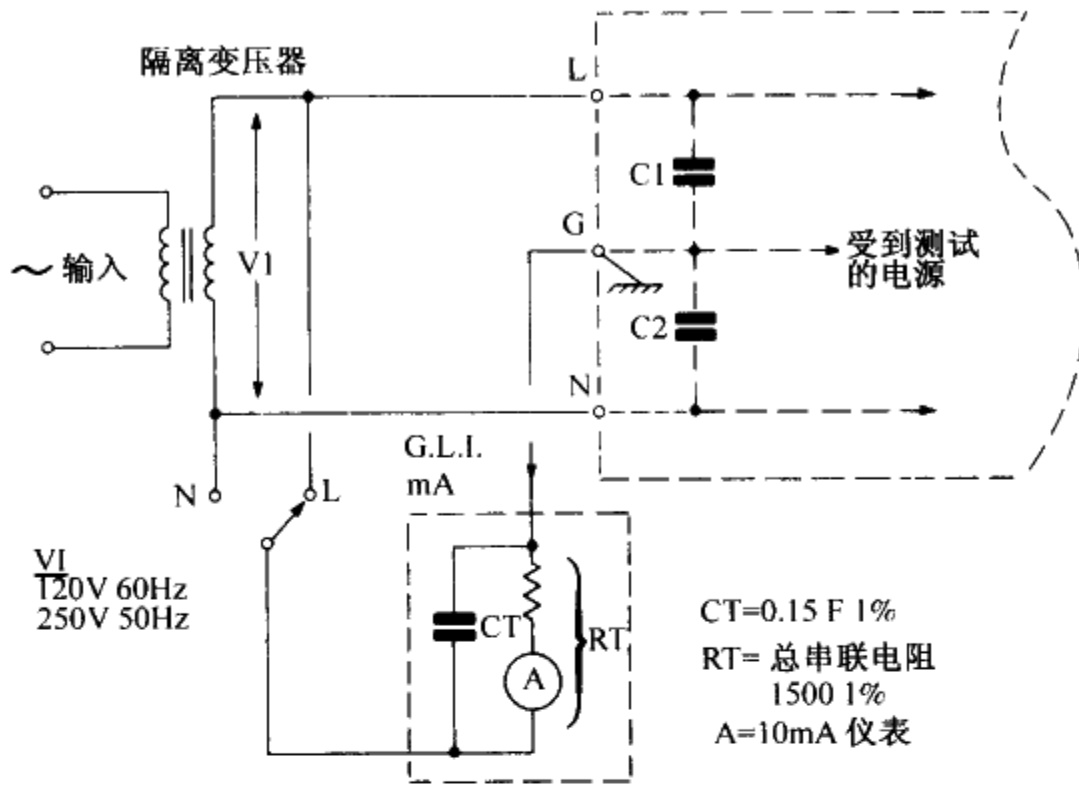 隔离变压器
L
C1
G
～输入
V1
受到测试
的电源
C2
N
G.L.I.
mA
N
L
VI
120V 60Hz
250V 50Hz
CT
RT
A
CT=0.15 F 1%
RT= 总串联电阻
1500 1%
A=10mA 仪表